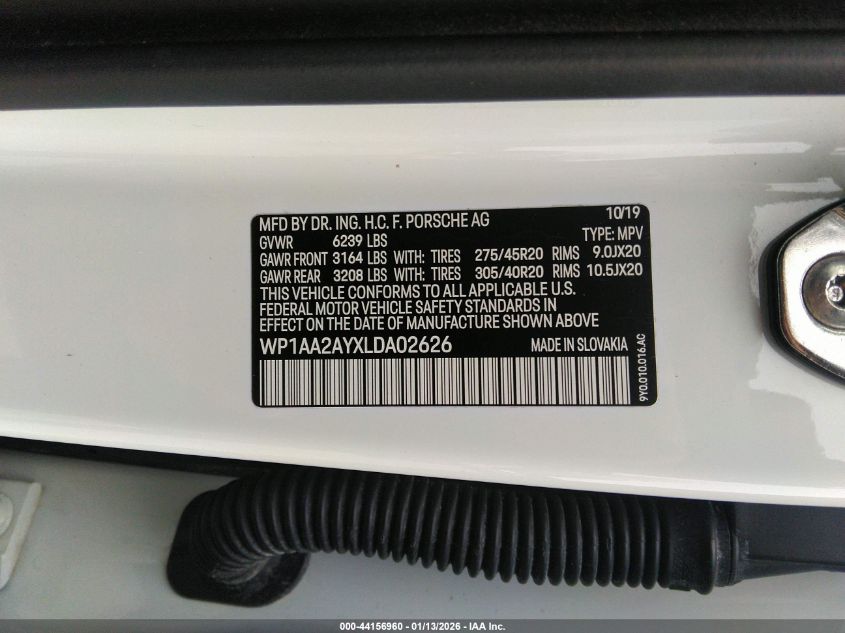 MFD BY DR. ING. H.C. F. PORSCHE AG 10/19
GVWR 6239 LBS TYPE: MPV
GAWR FRONT 3164 LBS WITH: TIRES 275/45R20 RIMS 9.0JX20
GAWR REAR 3208 LBS WITH: TIRES 305/40R20 RIMS 10.5JX20
THIS VEHICLE CONFORMS TO ALL APPLICABLE U.S.
FEDERAL MOTOR VEHICLE SAFETY STANDARDS IN
EFFECT ON THE DATE OF MANUFACTURE SHOWN ABOVE
WP1AA2AYXLDA02626 MADE IN SLOVAKIA
9Y0.010.016.AC
000-44156960 - 01/13/2026 - IAA Inc.